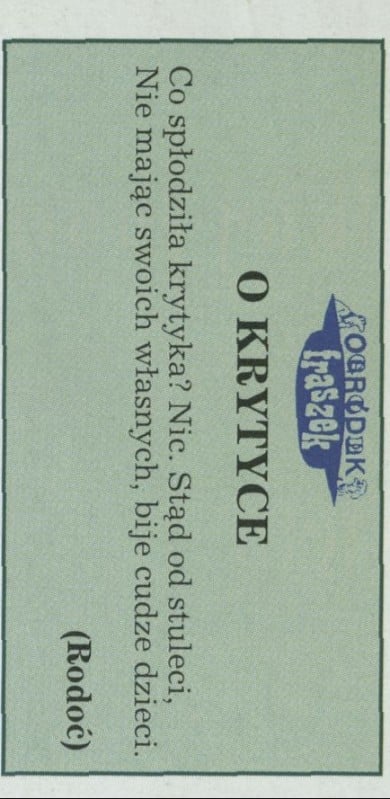 OGRÓDEK
fraszek
O KRYTYCE
Co spłodziła krytyka? Nic. Stąd od stuleci,
Nie mając swoich własnych, bije cudze dzieci.
(Rodoć)